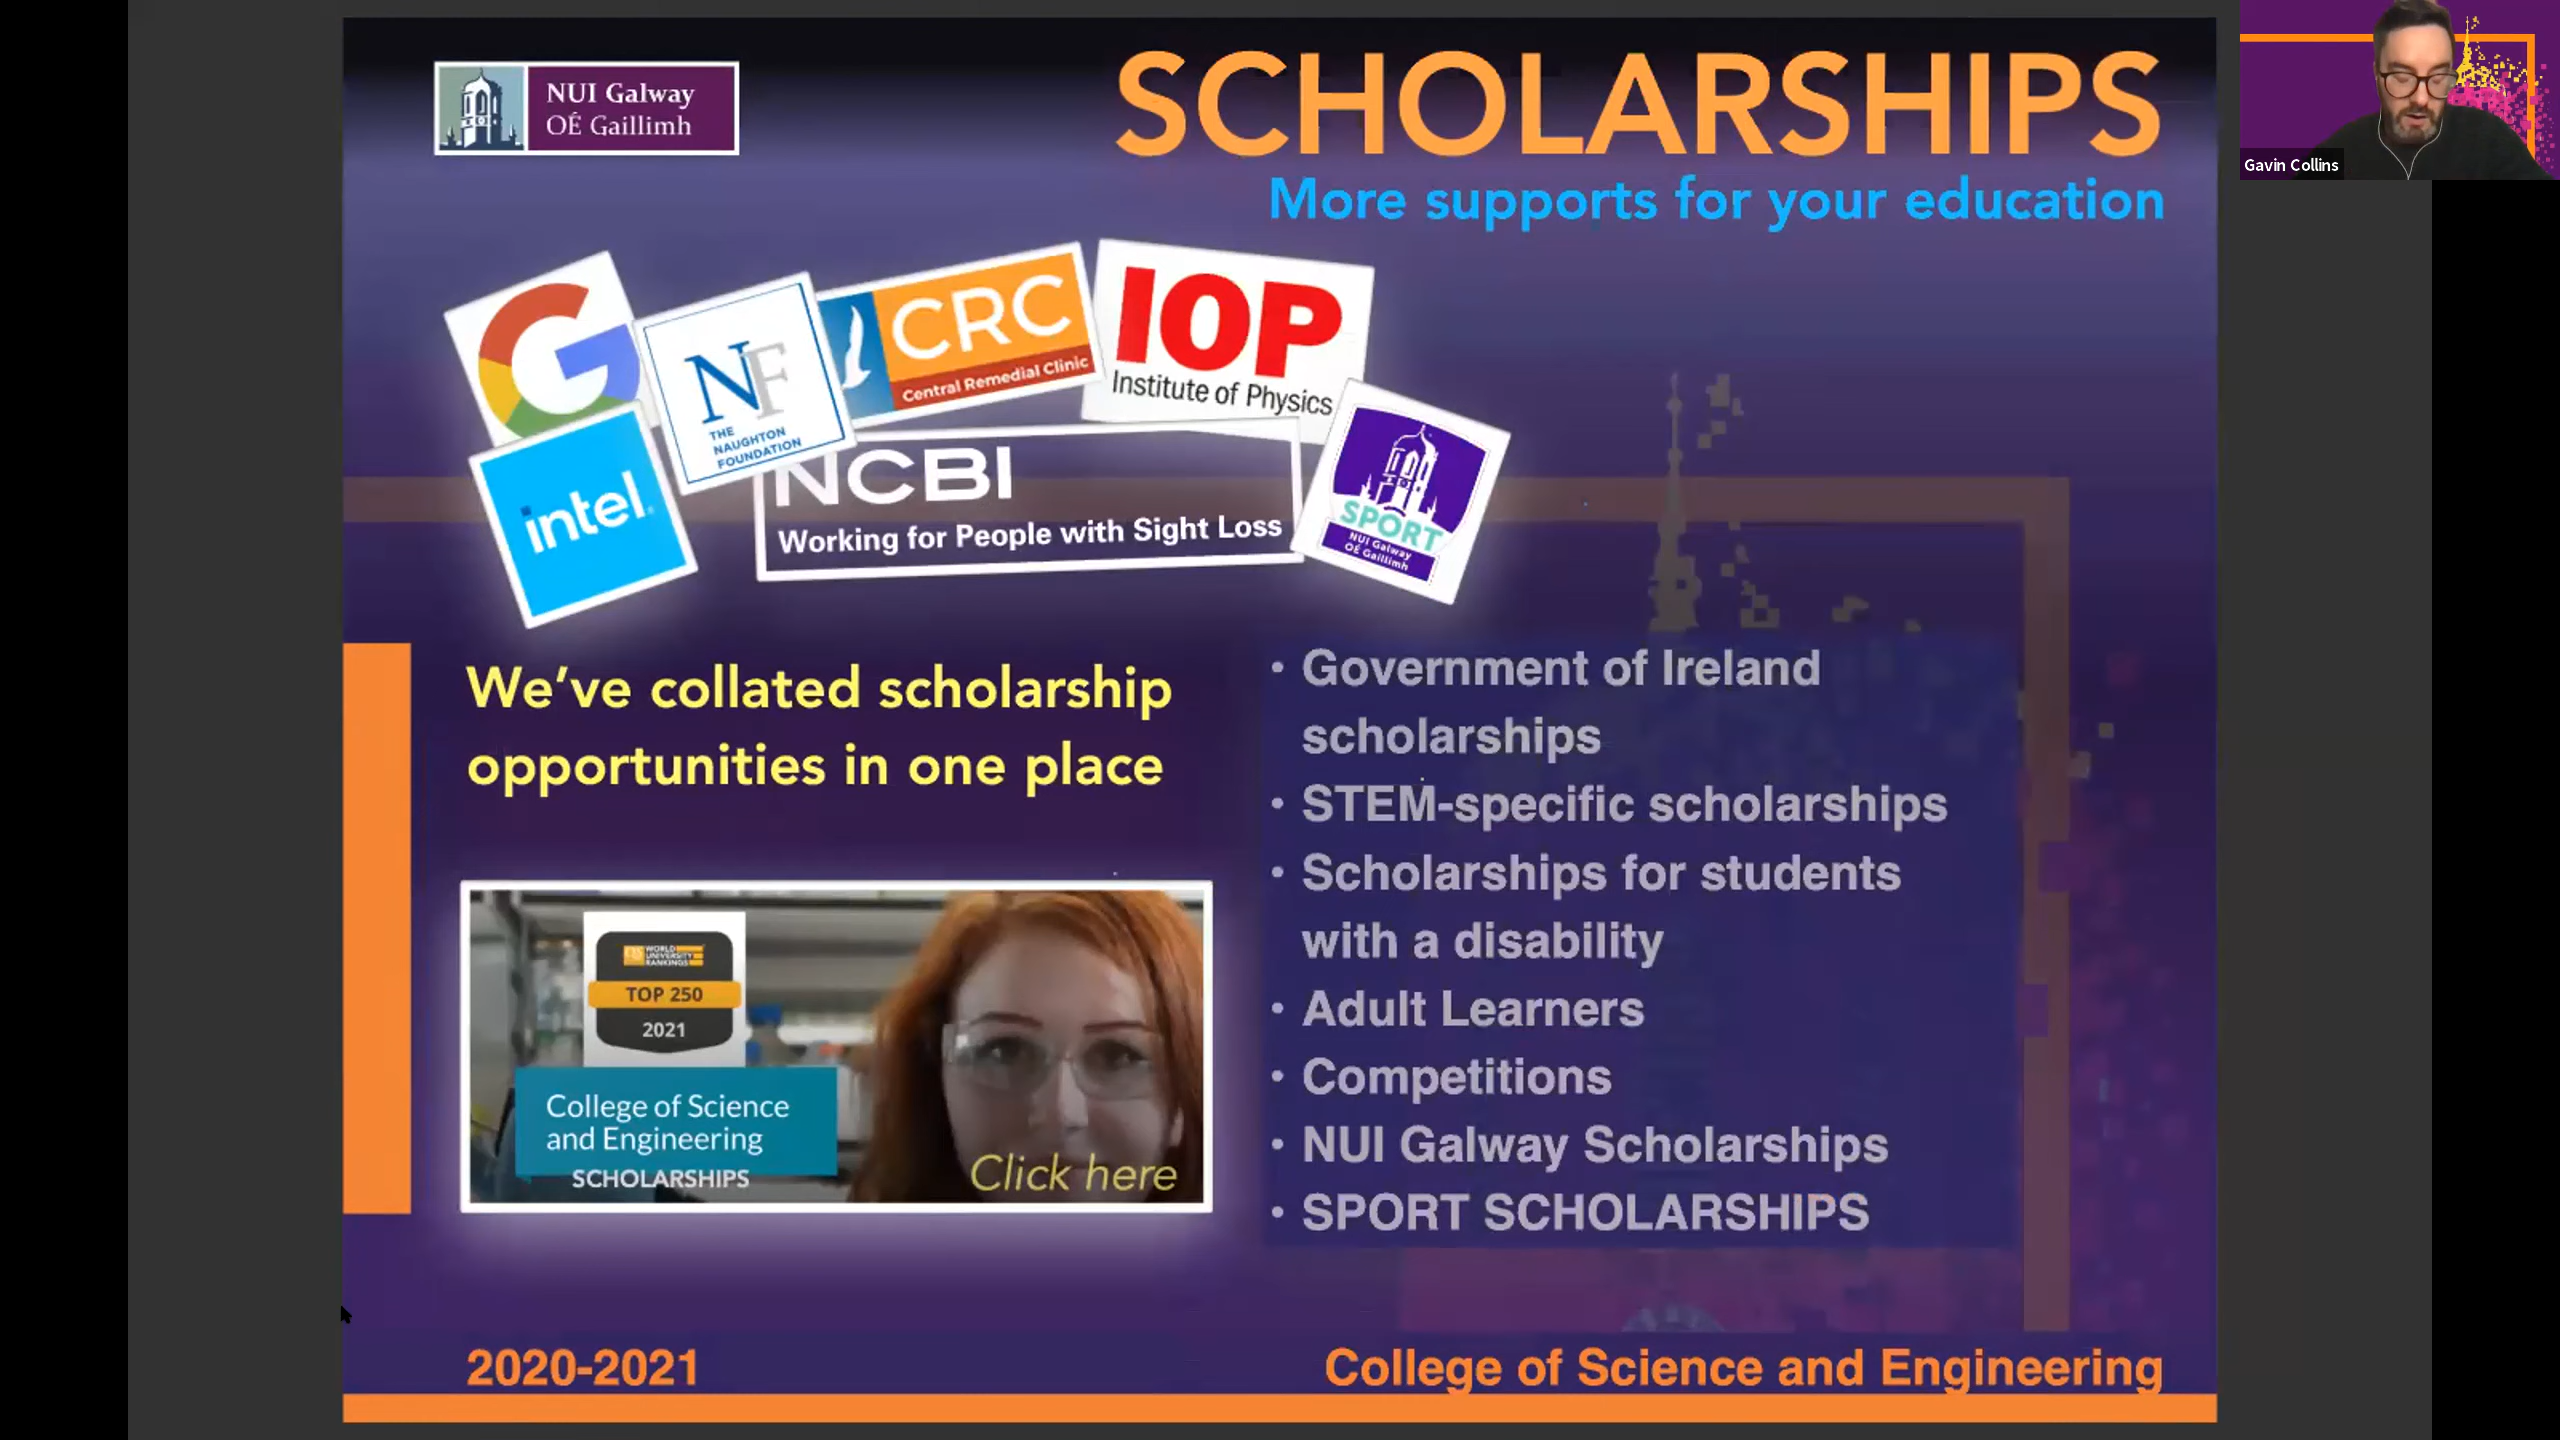 NUI Galway
OÉ Gaillimh
SCHOLARSHIPS
More supports for your education
Gavin Collins
G
NF
THE
NAUGHTON
FOUNDATION
CRC
Central Remedial Clinic
IOP
Institute of Physics
intel.
NCBI
Working for People with Sight Loss
SPORT
NUI Galway
OÉ Gaillimh
We've collated scholarship
opportunities in one place
WORLD
UNIVERSITY
RANKINGS
TOP 250
2021
College of Science
and Engineering
SCHOLARSHIPS
Click here
• Government of Ireland
scholarships
• STEM-specific scholarships
• Scholarships for students
with a disability
• Adult Learners
• Competitions
• NUI Galway Scholarships
• SPORT SCHOLARSHIPS
2020-2021
College of Science and Engineering